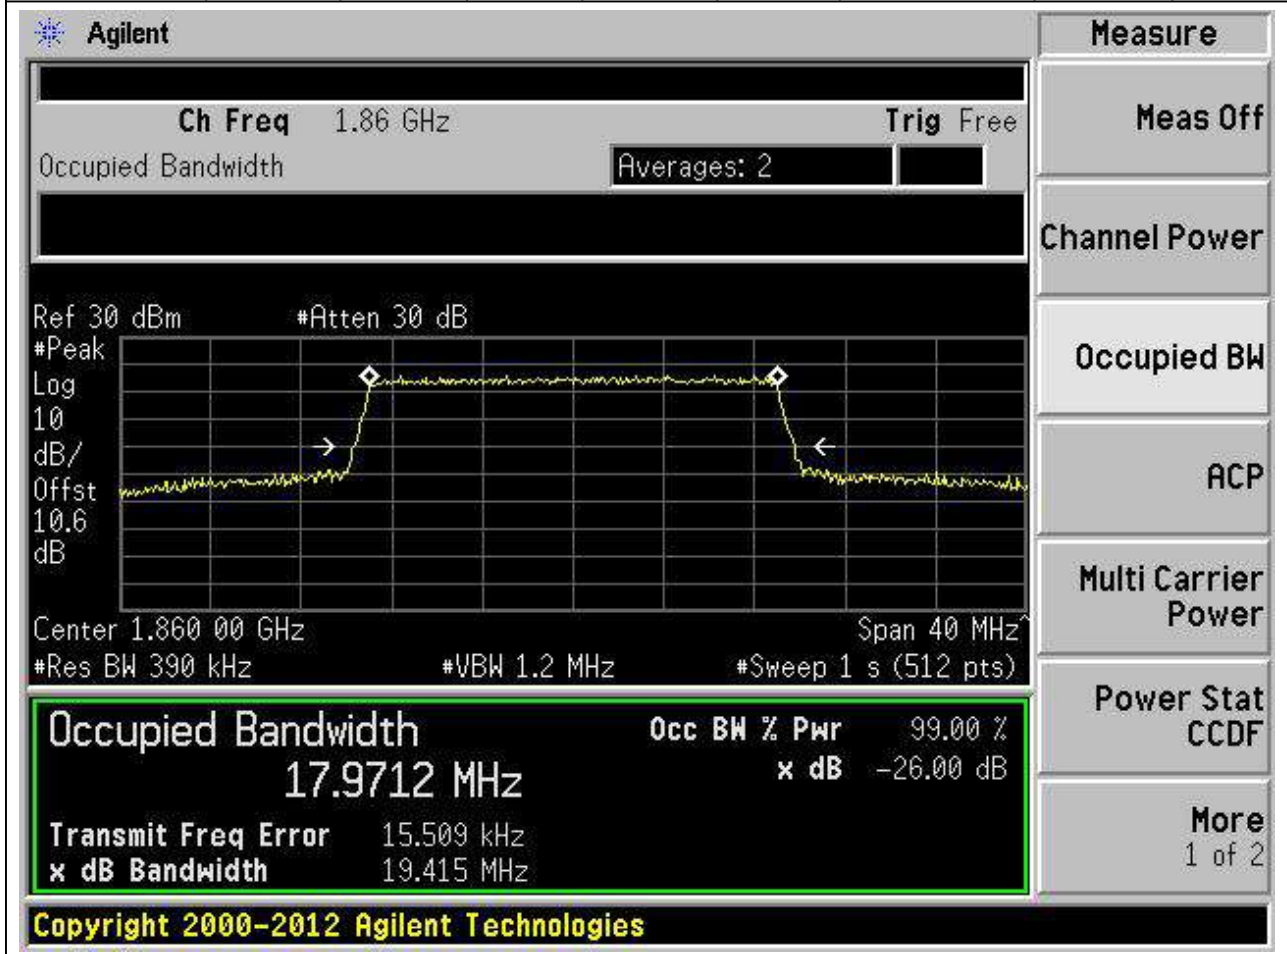 Agilent
Measure
Ch Freq 1.86 GHz Trig Free
Occupied Bandwidth Averages: 2
Meas Off
Channel Power
Occupied BW
ACP
Multi Carrier
Power
Power Stat
CCDF
More
1 of 2
Ref 30 dBm #Atten 30 dB
#Peak
Log
10
dB/
Offst
10.6
dB
Center 1.860 00 GHz Span 40 MHz^
#Res BW 390 kHz #VBW 1.2 MHz #Sweep 1 s (512 pts)
Occupied Bandwidth Occ BW % Pwr 99.00 %
17.9712 MHz x dB -26.00 dB
Transmit Freq Error 15.509 kHz
x dB Bandwidth 19.415 MHz
Copyright 2000-2012 Agilent Technologies